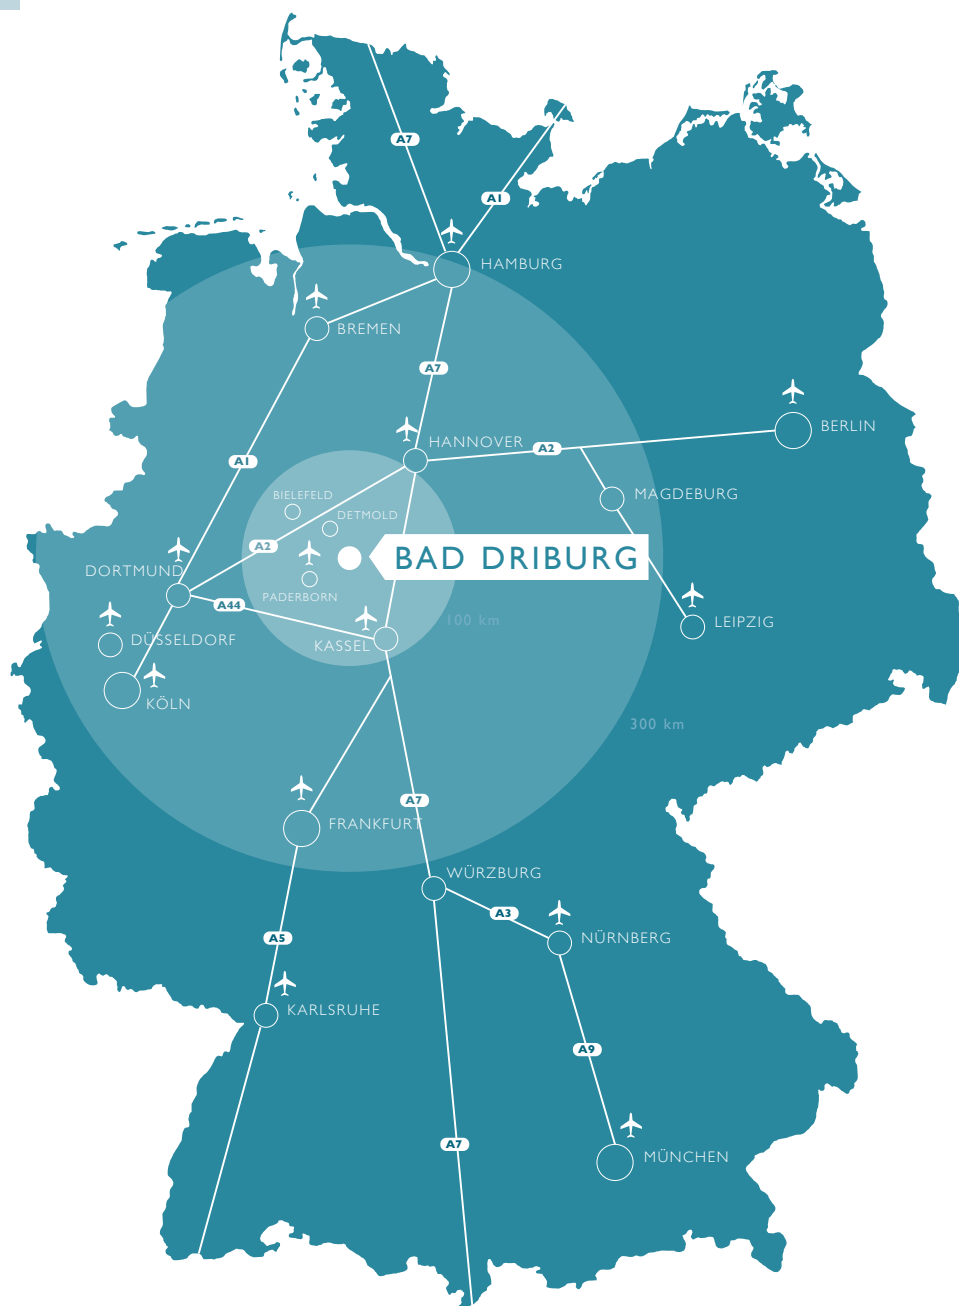 A7
A1
HAMBURG
BREMEN
A7
BERLIN
HANNOVER
A2
A1
MAGDEBURG
BIELEFELD
DETMOLD
A2
BAD DRIBURG
DORTMUND
PADERBORN
A44
100 km
LEIPZIG
DÜSSELDORF
KASSEL
KÖLN
300 km
A7
FRANKFURT
WÜRZBURG
A3
A5
NÜRNBERG
KARLSRUHE
A9
A7
MÜNCHEN